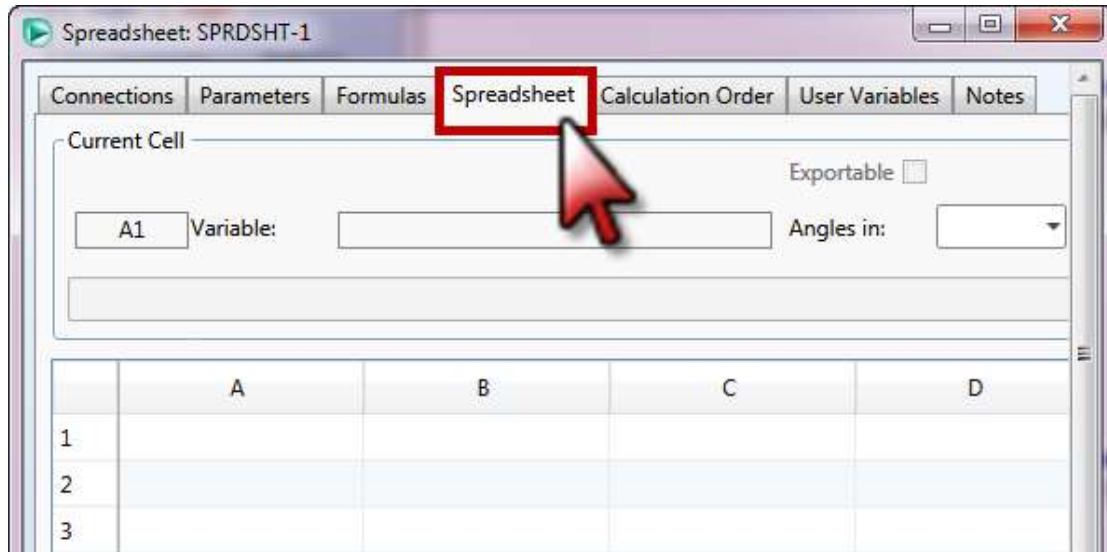 Spreadsheet: SPRDSHT-1
Connections Parameters Formulas Spreadsheet Calculation Order User Variables Notes
Current Cell
Exportable
A1 Variable: Angles in:
A B C D
1
2
3